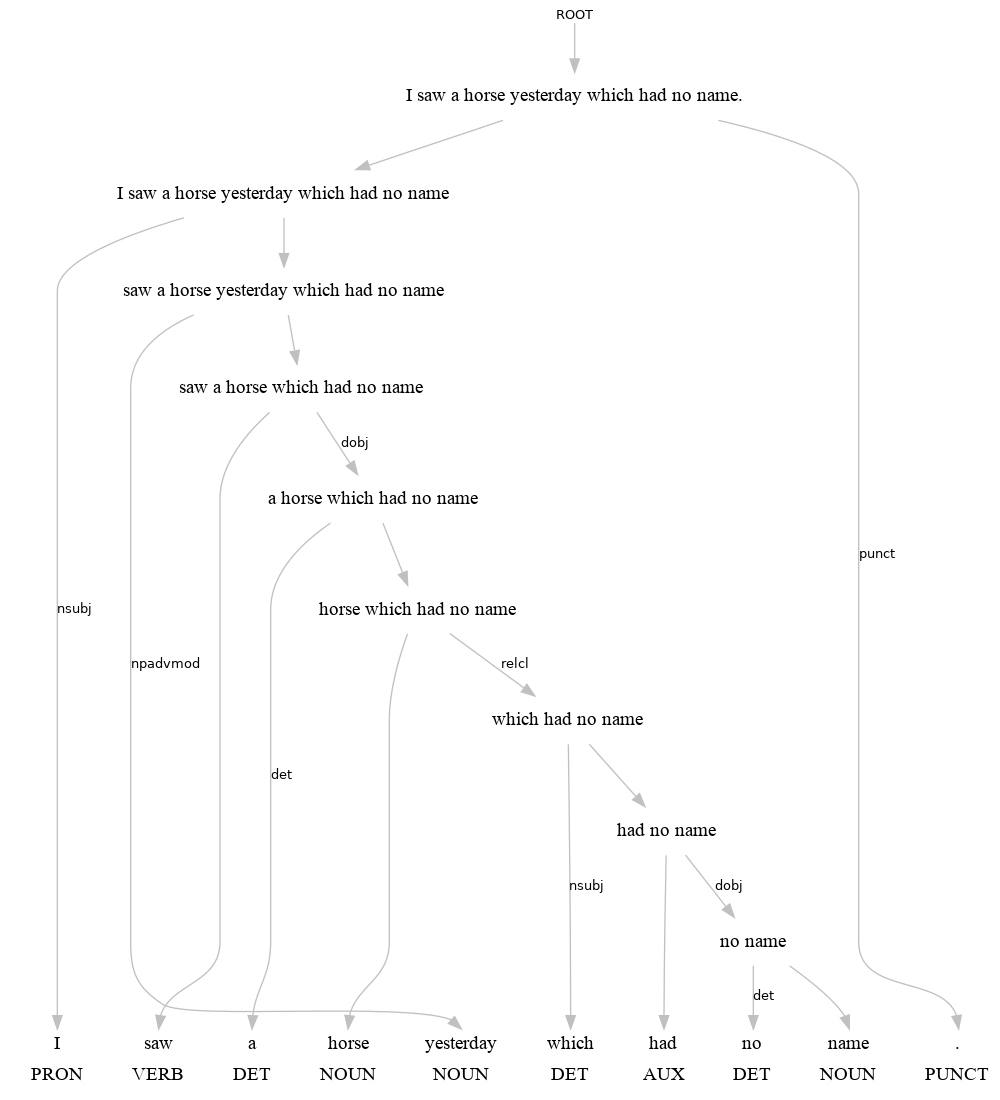 ROOT
I saw a horse yesterday which had no name.
I saw a horse yesterday which had no name
saw a horse yesterday which had no name
saw a horse which had no name
dobj
a horse which had no name
punct
nsubj
horse which had no name
npadvmod
relcl
which had no name
det
had no name
nsubj
dobj
no name
det
I saw a horse yesterday which had no name .
PRON VERB DET NOUN NOUN DET AUX DET NOUN PUNCT